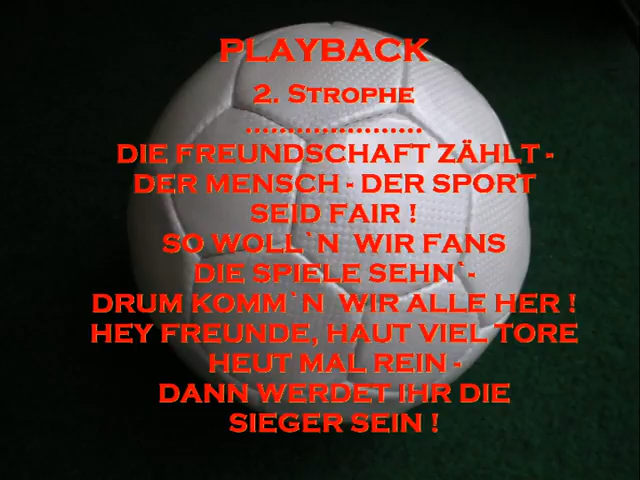 PLAYBACK
2. Strophe
.....................
DIE FREUNDSCHAFT ZÄHLT -
DER MENSCH - DER SPORT
SEID FAIR !
SO WOLL`N WIR FANS
DIE SPIELE SEHN`-
DRUM KOMM`N WIR ALLE HER !
HEY FREUNDE, HAUT VIEL TORE
HEUT MAL REIN -
DANN WERDET IHR DIE
SIEGER SEIN !